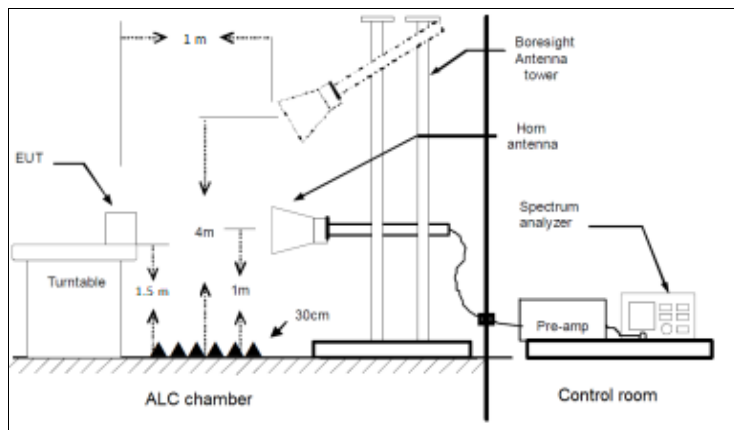 1 m
Boresight
Antenna
tower
Horn
antenna
EUT
Spectrum
analyzer
4m
Turntable
1.5 m
1m
30cm
Pre-amp
ALC chamber
Control room